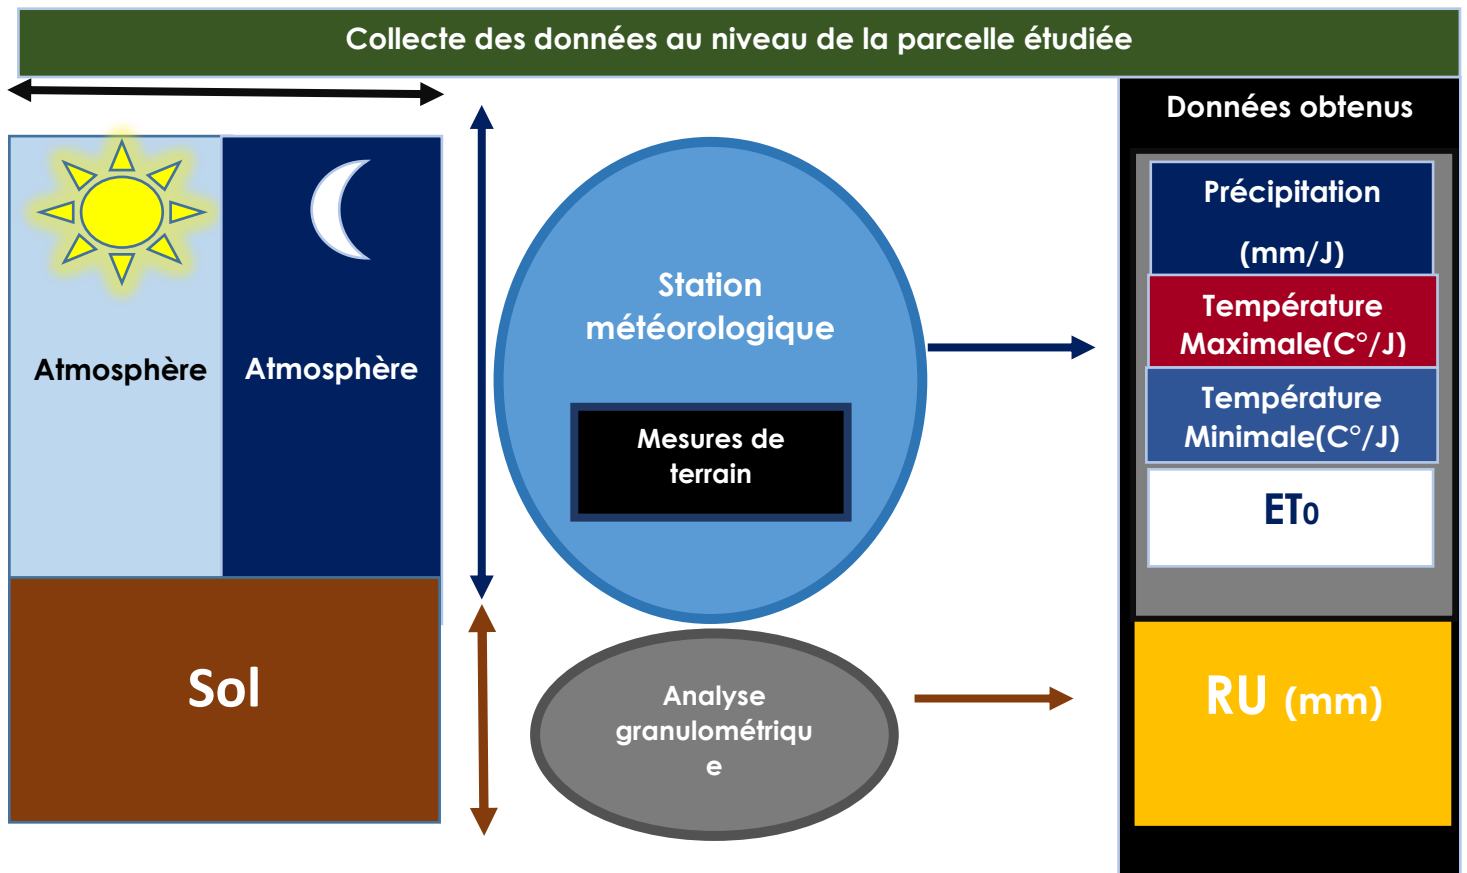 Collecte des données au niveau de la parcelle étudiée
Données obtenus
Atmosphère
Atmosphère
Sol
Station
météorologique
Mesures de
terrain
Analyse
granulométriqu
e
Précipitation
(mm/J)
Température
Maximale(C°/J)
Température
Minimale(C°/J)
ET0
RU (mm)